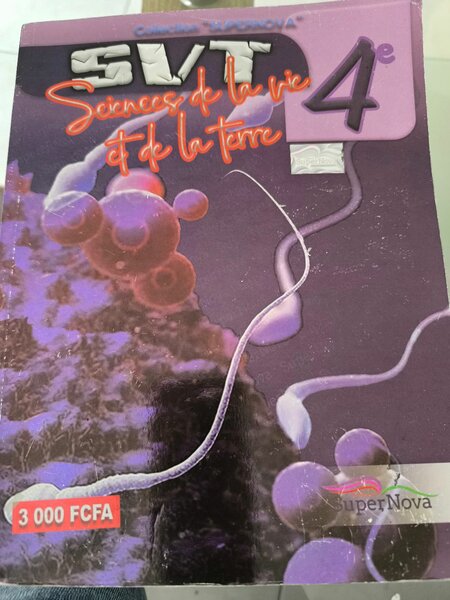 Collection "SUPERNOVA"
SVT
4e
Sciences de la vie
et de la terre
3 000 FCFA
SuperNova